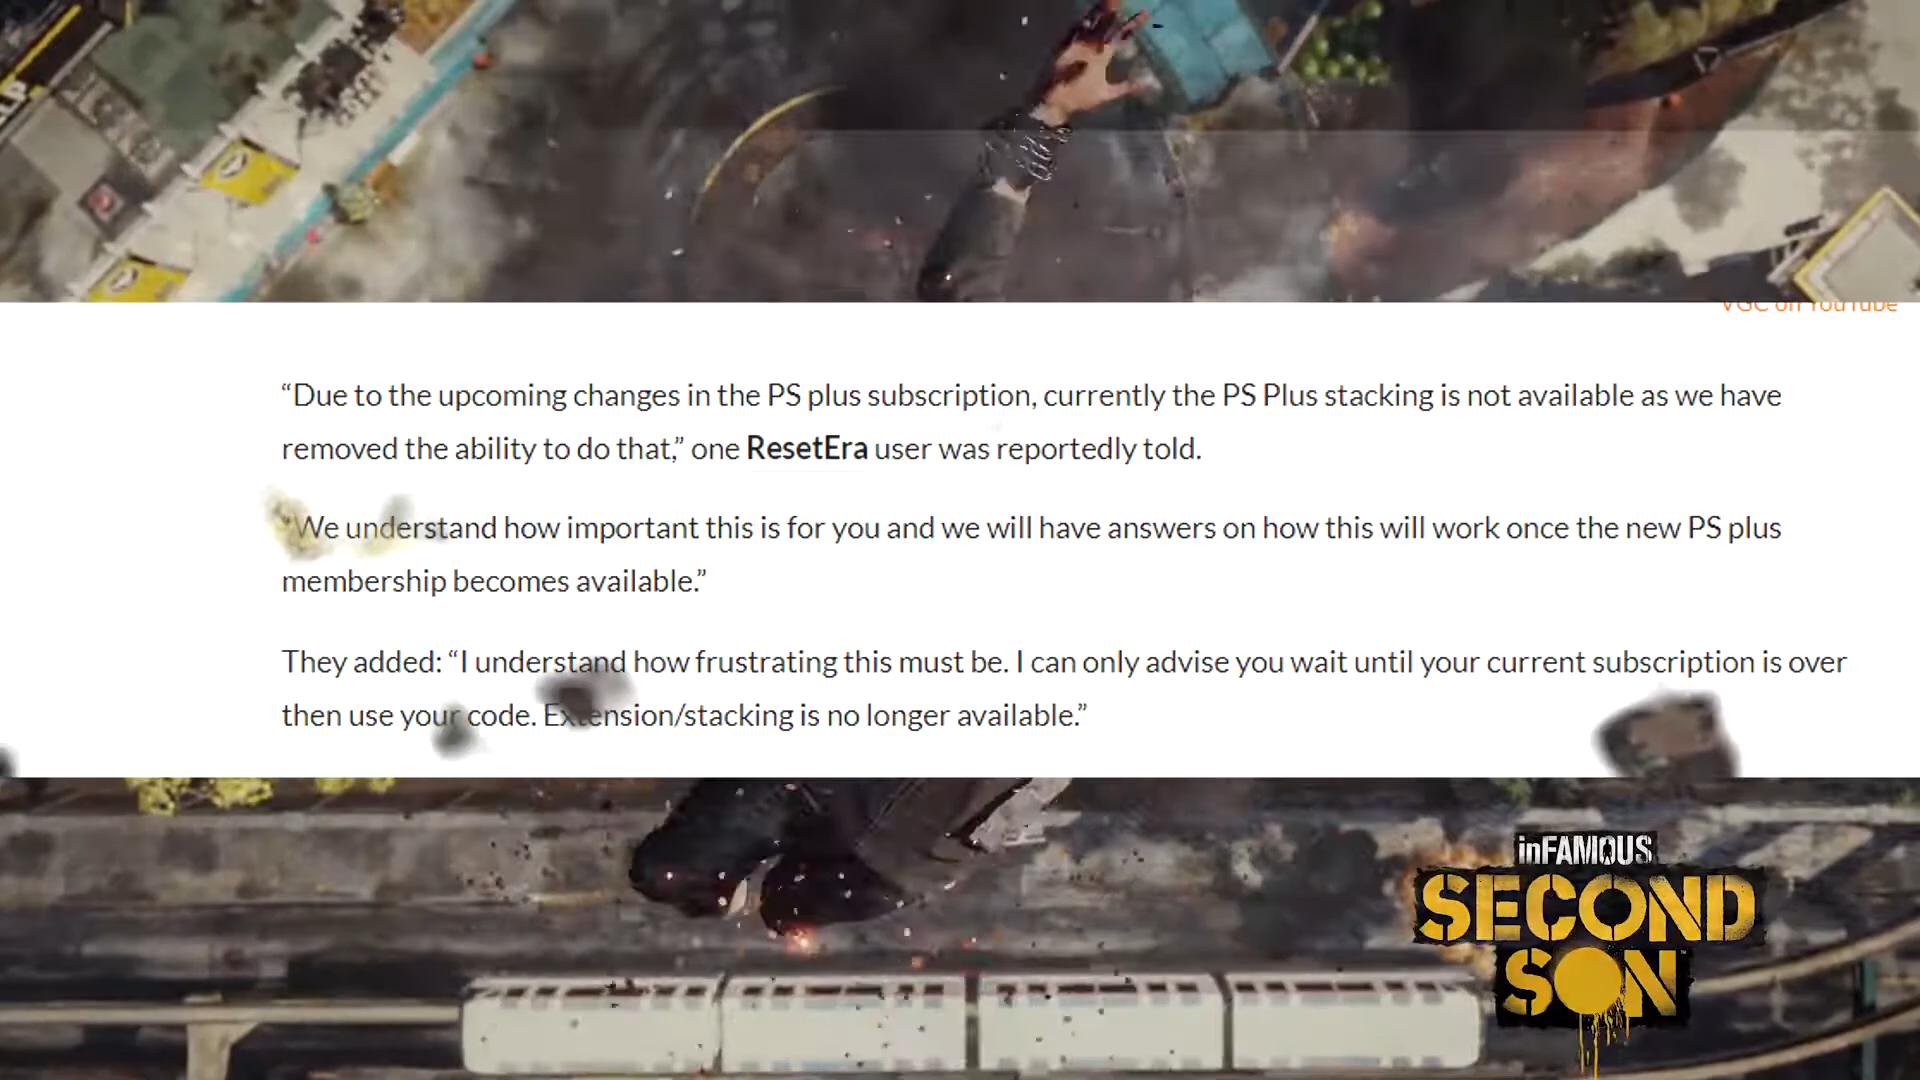 LP
VGC on YouTube
“Due to the upcoming changes in the PS plus subscription, currently the PS Plus stacking is not available as we have
removed the ability to do that,” one ResetEra user was reportedly told.
“We understand how important this is for you and we will have answers on how this will work once the new PS plus
membership becomes available.”
They added: “I understand how frustrating this must be. I can only advise you wait until your current subscription is over
then use your code. Extension/stacking is no longer available.”
inFAMOUS
SECOND
SON